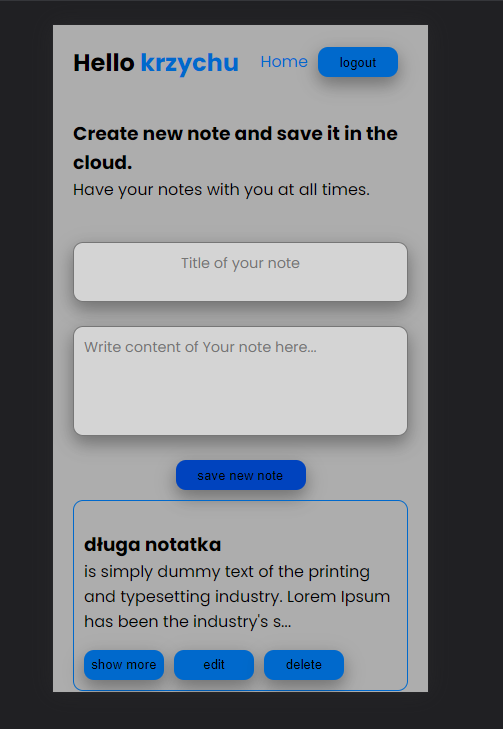 Hello krzychu Home logout
Create new note and save it in the
cloud.
Have your notes with you at all times.
Title of your note
Write content of Your note here...
save new note
długa notatka
is simply dummy text of the printing
and typesetting industry. Lorem Ipsum
has been the industry's s...
show more edit delete